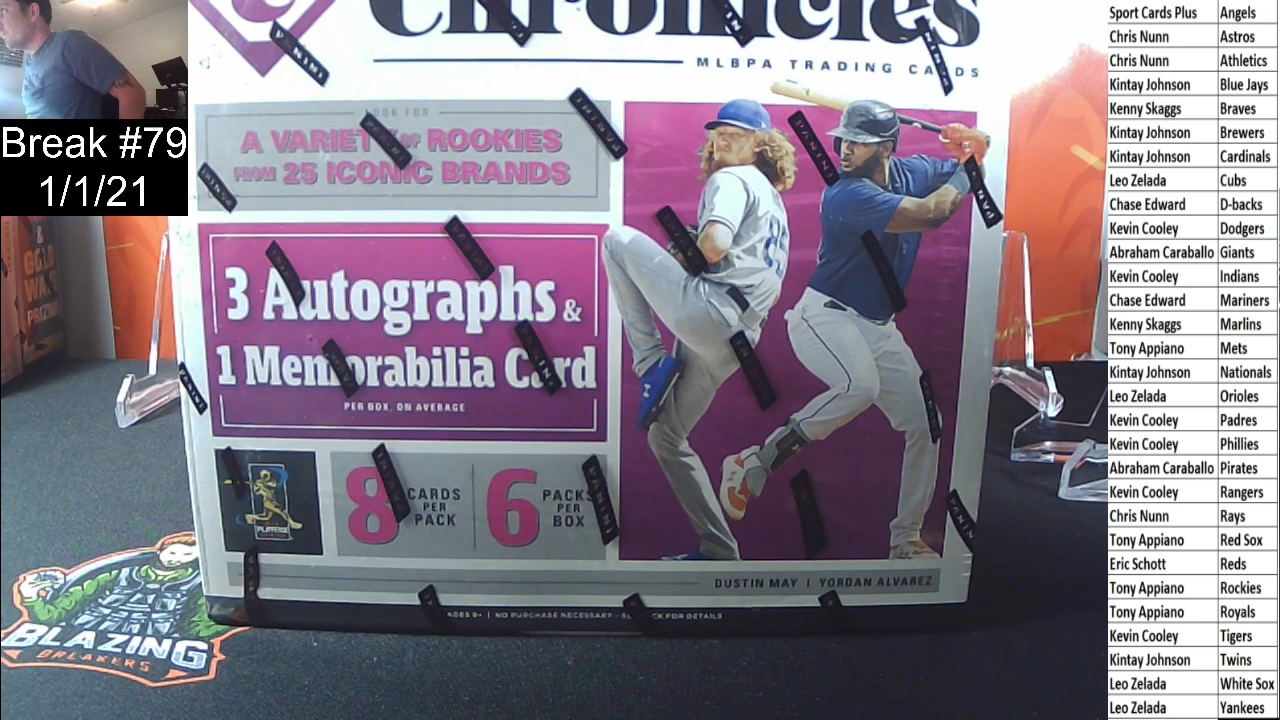 Break #79
1/1/21
Chronicles
MLBPA TRADING CARDS
LOOK FOR
A VARIETY OF ROOKIES
FROM 25 ICONIC BRANDS
3 Autographs &
1 Memorabilia Card
PER BOX, ON AVERAGE
8 CARDS PER PACK
6 PACKS PER BOX
DUSTIN MAY | YORDAN ALVAREZ
BLAZING
BREAKERS
PANINI
Sport Cards Plus Angels
Chris Nunn Astros
Chris Nunn Athletics
Kintay Johnson Blue Jays
Kenny Skaggs Braves
Kintay Johnson Brewers
Kintay Johnson Cardinals
Leo Zelada Cubs
Chase Edward D-backs
Kevin Cooley Dodgers
Abraham Caraballo Giants
Kevin Cooley Indians
Chase Edward Mariners
Kenny Skaggs Marlins
Tony Appiano Mets
Kintay Johnson Nationals
Leo Zelada Orioles
Kevin Cooley Padres
Kevin Cooley Phillies
Abraham Caraballo Pirates
Kevin Cooley Rangers
Chris Nunn Rays
Tony Appiano Red Sox
Eric Schott Reds
Tony Appiano Rockies
Tony Appiano Royals
Kevin Cooley Tigers
Kintay Johnson Twins
Leo Zelada White Sox
Leo Zelada Yankees